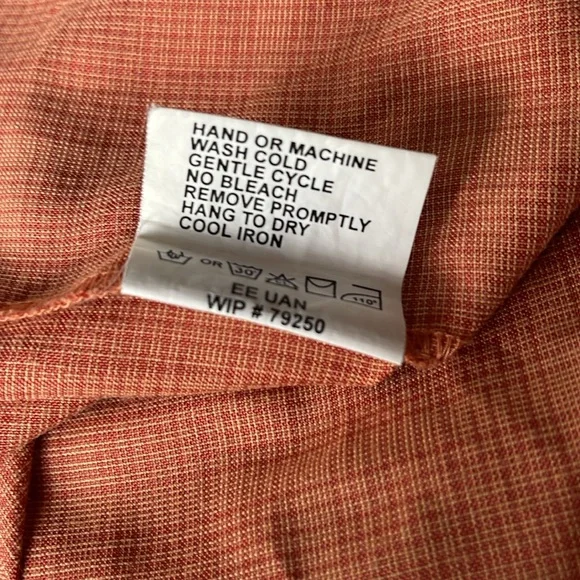 HAND OR MACHINE
WASH COLD
GENTLE CYCLE
NO BLEACH
REMOVE PROMPTLY
HANG TO DRY
COOL IRON
OR 30 110°
EE UAN
WIP # 79250